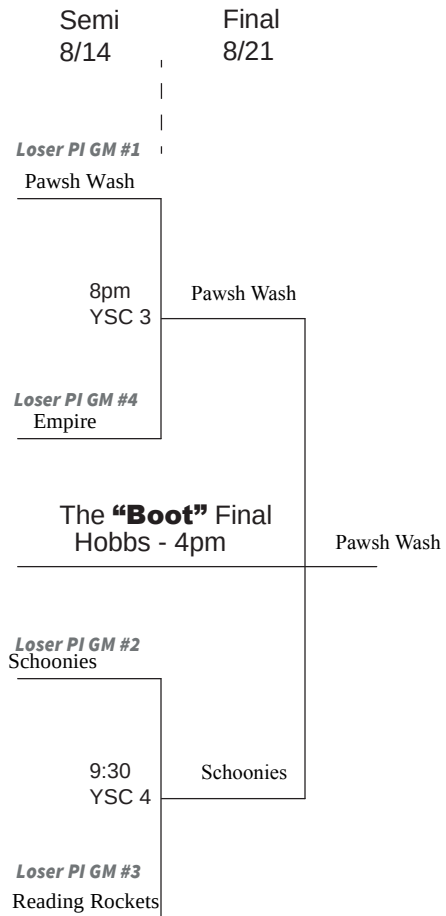 Semi
8/14
Final
8/21
Loser PI GM #1
Pawsh Wash
8pm
YSC 3
Pawsh Wash
Loser PI GM #4
Empire
The “Boot” Final
Hobbs - 4pm
Pawsh Wash
Loser PI GM #2
Schoonies
9:30
YSC 4
Schoonies
Loser PI GM #3
Reading Rockets